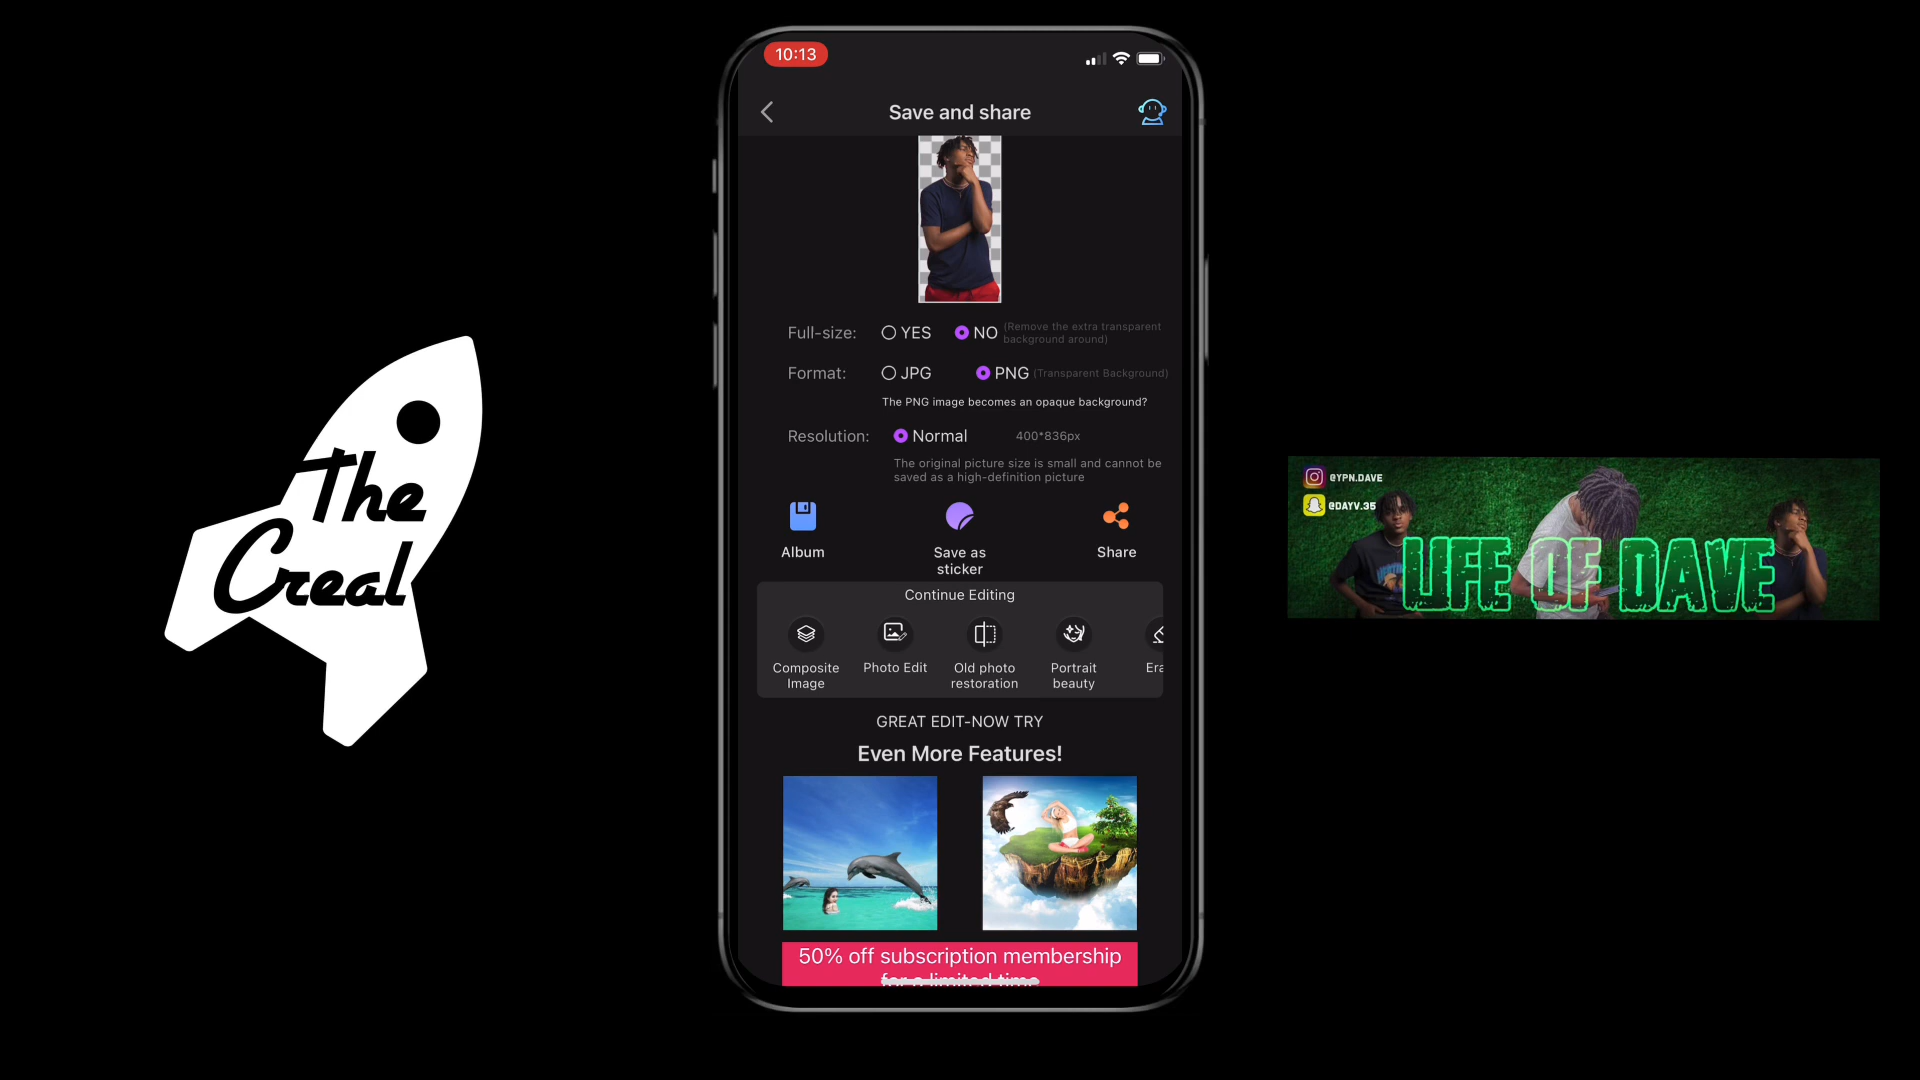 The
Creal
10:13
Save and share
Full-size:
YES
NO
(Remove the extra transparent
background around)
Format:
JPG
PNG
(Transparent Background)
The PNG image becomes an opaque background?
Resolution:
Normal
400*836px
The original picture size is small and cannot be
saved as a high-definition picture
Album
Save as
sticker
Share
Continue Editing
Composite
Image
Photo Edit
Old photo
restoration
Portrait
beauty
Era
GREAT EDIT-NOW TRY
Even More Features!
50% off subscription membership
for a limited time
@YPN.DAVE
@DAYV.35
LIFE OF DAVE